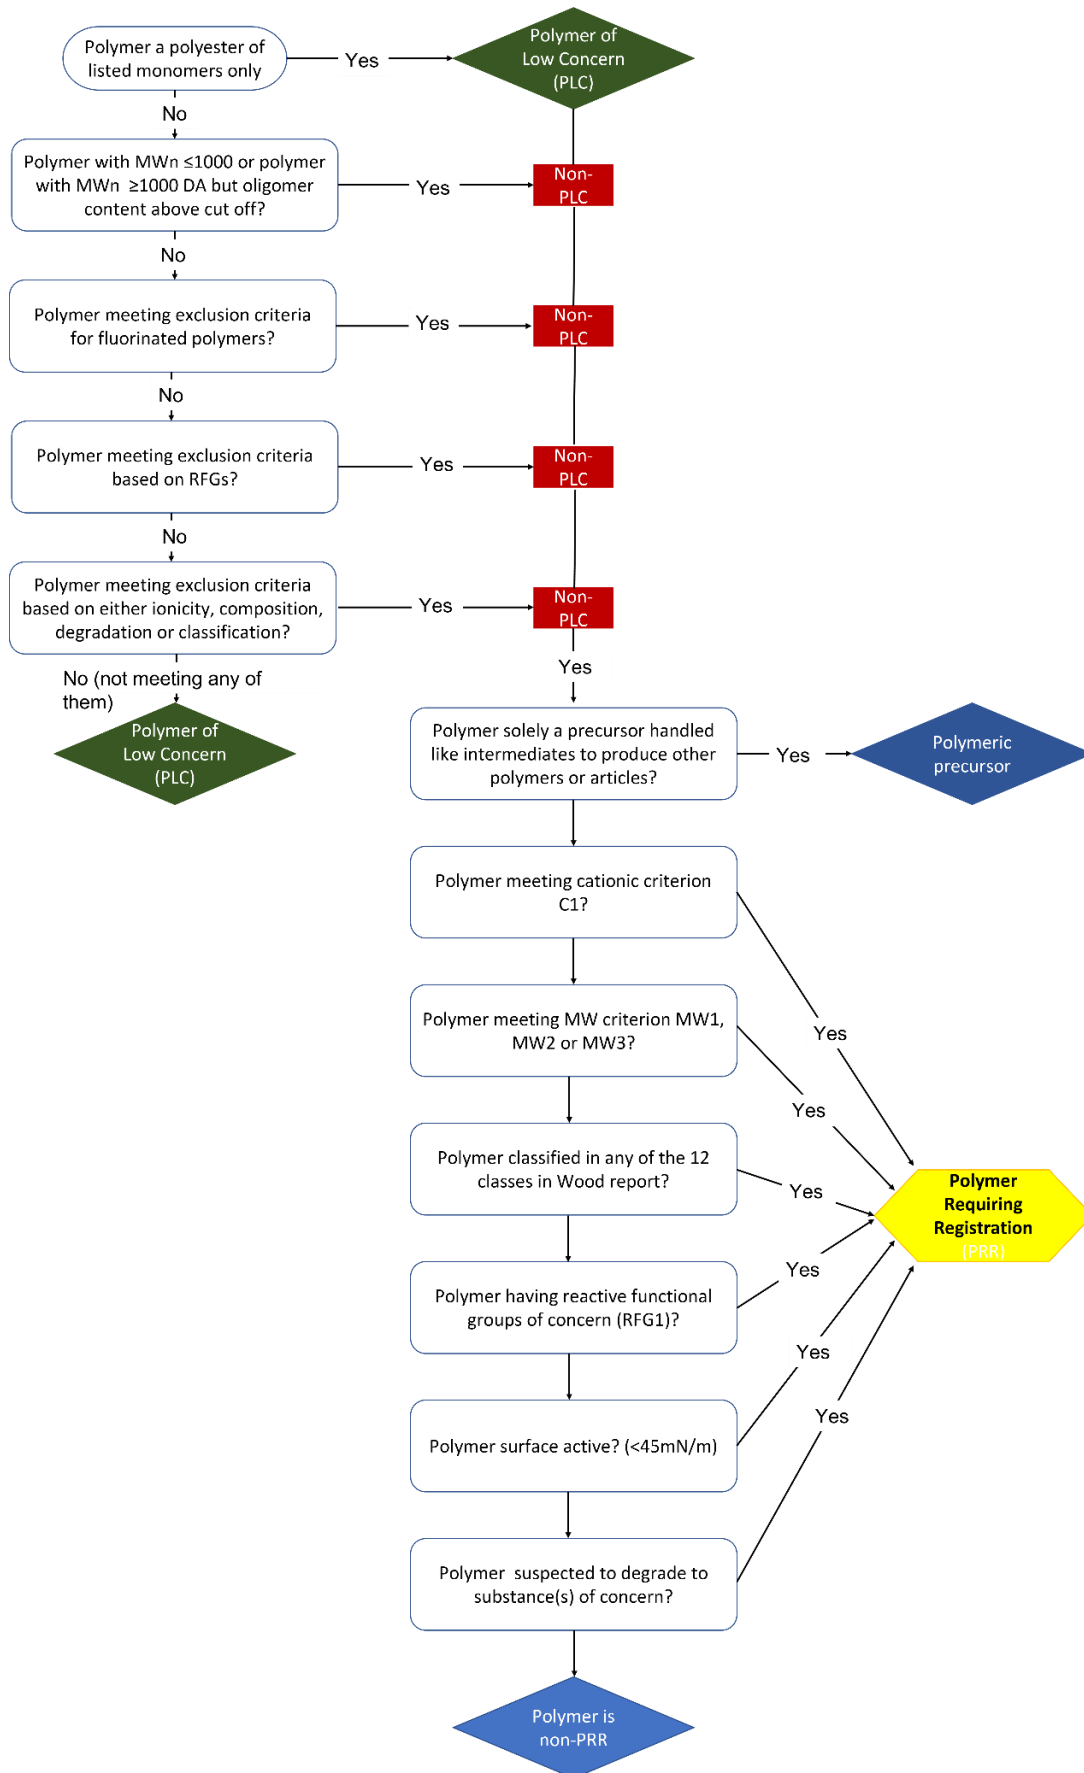 Polymer a polyester of
listed monomers only
Yes
Polymer of
Low Concern
(PLC)
No
Polymer with MWn ≤1000 or polymer
with MWn ≥1000 DA but oligomer
content above cut off?
Yes
Non-
PLC
No
Polymer meeting exclusion criteria
for fluorinated polymers?
Yes
Non-
PLC
No
Polymer meeting exclusion criteria
based on RFGs?
Yes
Non-
PLC
No
Polymer meeting exclusion criteria
based on either ionicity, composition,
degradation or classification?
Yes
Non-
PLC
No (not meeting any of
them)
Polymer of
Low Concern
(PLC)
Yes
Polymer solely a precursor handled
like intermediates to produce other
polymers or articles?
Yes
Polymeric
precursor
Polymer meeting cationic criterion
C1?
Yes
Polymer meeting MW criterion MW1,
MW2 or MW3?
Yes
Polymer classified in any of the 12
classes in Wood report?
Yes
Polymer
Requiring
Registration
(PRR)
Polymer having reactive functional
groups of concern (RFG1)?
Yes
Polymer surface active? (<45mN/m)
Yes
Polymer suspected to degrade to
substance(s) of concern?
Yes
Polymer is
non-PRR